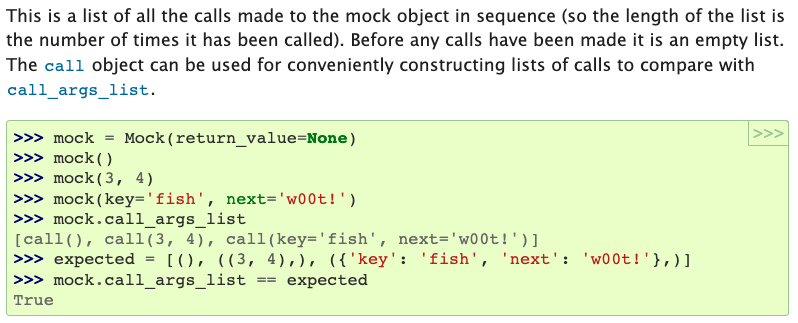 This is a list of all the calls made to the mock object in sequence (so the length of the list is
the number of times it has been called). Before any calls have been made it is an empty list.
The call object can be used for conveniently constructing lists of calls to compare with
call_args_list.
>>>
>>> mock = Mock(return_value=None)
>>> mock()
>>> mock(3, 4)
>>> mock(key='fish', next='w00t!')
>>> mock.call_args_list
[call(), call(3, 4), call(key='fish', next='w00t!')]
>>> expected = [(), ((3, 4),), ({'key': 'fish', 'next': 'w00t!'},)]
>>> mock.call_args_list == expected
True